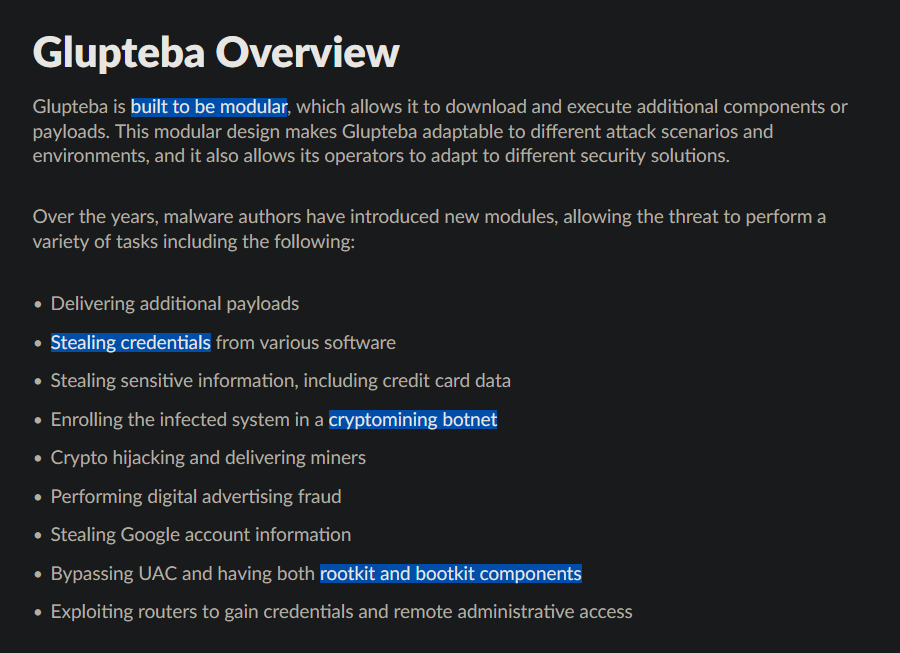 Glupteba Overview
Glupteba is built to be modular, which allows it to download and execute additional components or
payloads. This modular design makes Glupteba adaptable to different attack scenarios and
environments, and it also allows its operators to adapt to different security solutions.
Over the years, malware authors have introduced new modules, allowing the threat to perform a
variety of tasks including the following:
• Delivering additional payloads
• Stealing credentials from various software
• Stealing sensitive information, including credit card data
• Enrolling the infected system in a cryptomining botnet
• Crypto hijacking and delivering miners
• Performing digital advertising fraud
• Stealing Google account information
• Bypassing UAC and having both rootkit and bootkit components
• Exploiting routers to gain credentials and remote administrative access